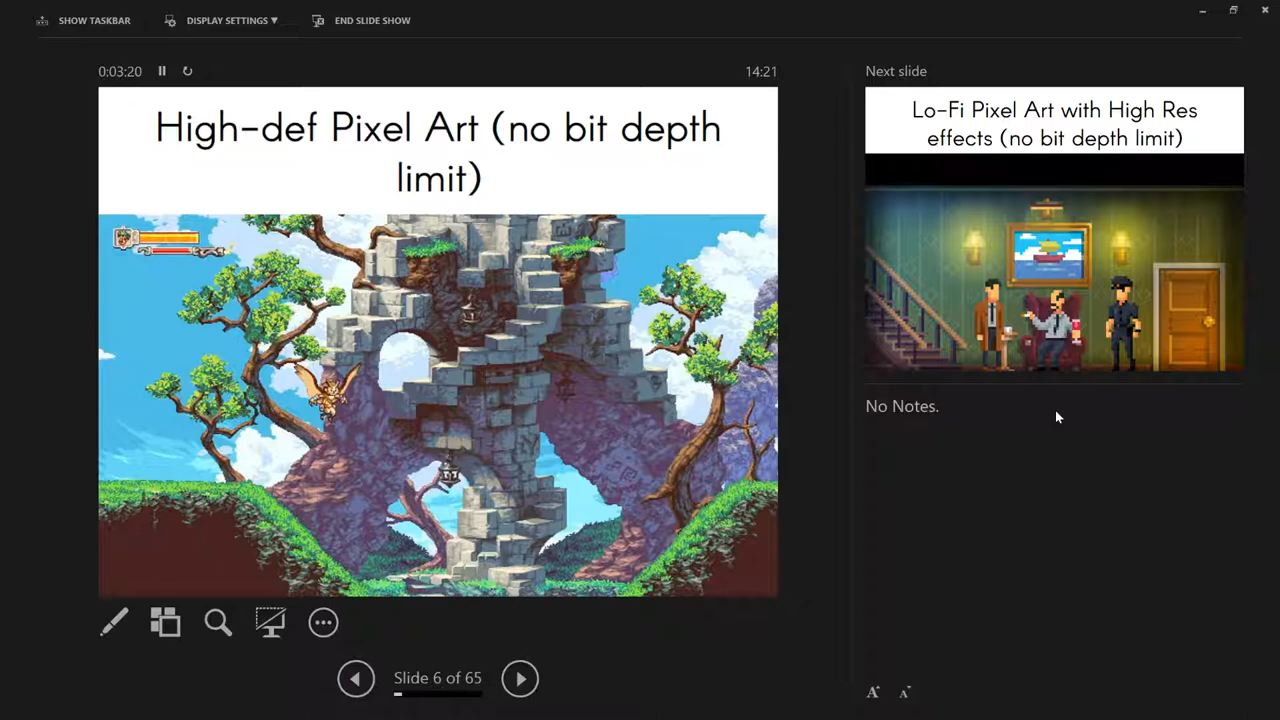 SHOW TASKBAR
DISPLAY SETTINGS ▼
END SLIDE SHOW
0:03:20
14:21
High-def Pixel Art (no bit depth
limit)
Next slide
Lo-Fi Pixel Art with High Res
effects (no bit depth limit)
No Notes.
Slide 6 of 65
A
A